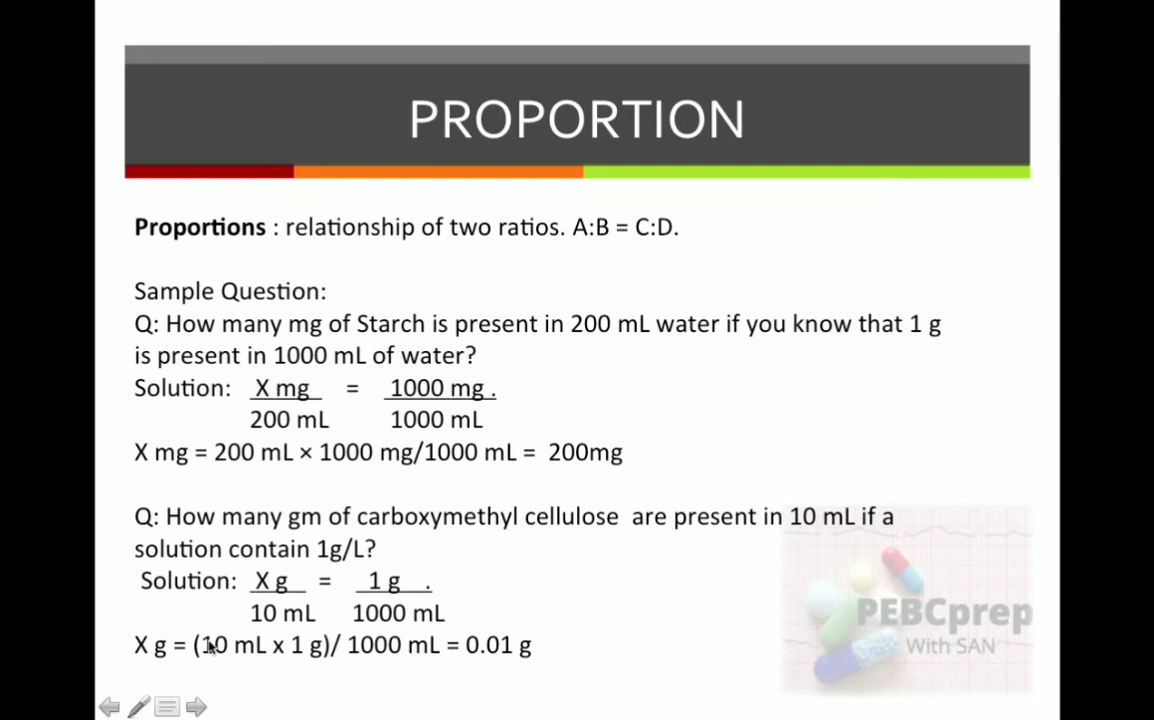 PROPORTION
Proportions : relationship of two ratios. A:B = C:D.
Sample Question:
Q: How many mg of Starch is present in 200 mL water if you know that 1 g
is present in 1000 mL of water?
Solution: X mg = 1000 mg .
200 mL 1000 mL
X mg = 200 mL × 1000 mg/1000 mL = 200mg
Q: How many gm of carboxymethyl cellulose are present in 10 mL if a
solution contain 1g/L?
Solution: X g = 1 g .
10 mL 1000 mL
X g = (10 mL x 1 g)/ 1000 mL = 0.01 g
PEBCprep
With SAN